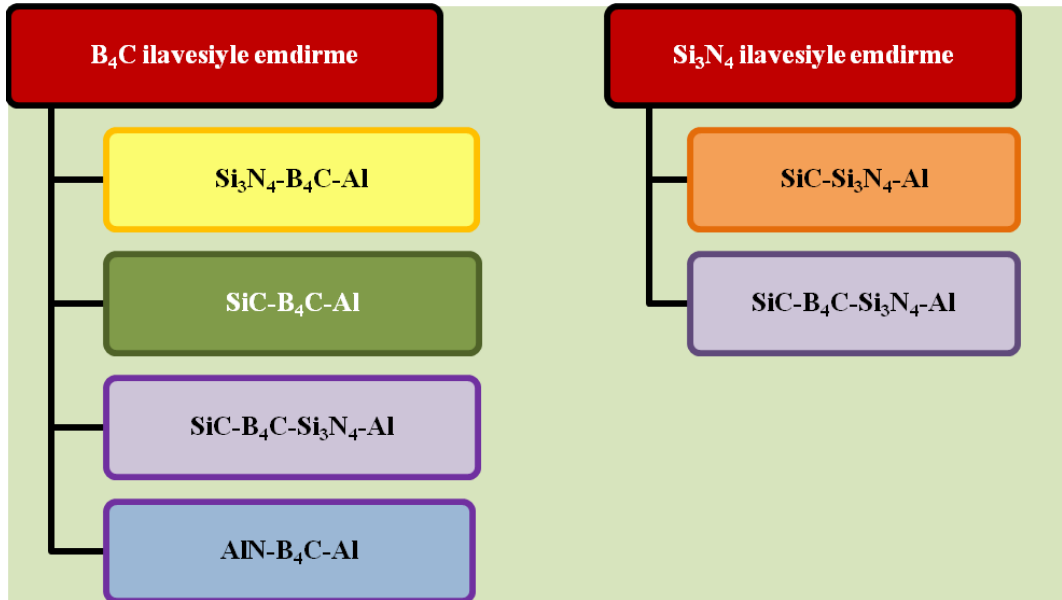 B₄C ilavesiyle emdirme
Si₃N₄-B₄C-Al
SiC-B₄C-Al
SiC-B₄C-Si₃N₄-Al
AlN-B₄C-Al
Si₃N₄ ilavesiyle emdirme
SiC-Si₃N₄-Al
SiC-B₄C-Si₃N₄-Al